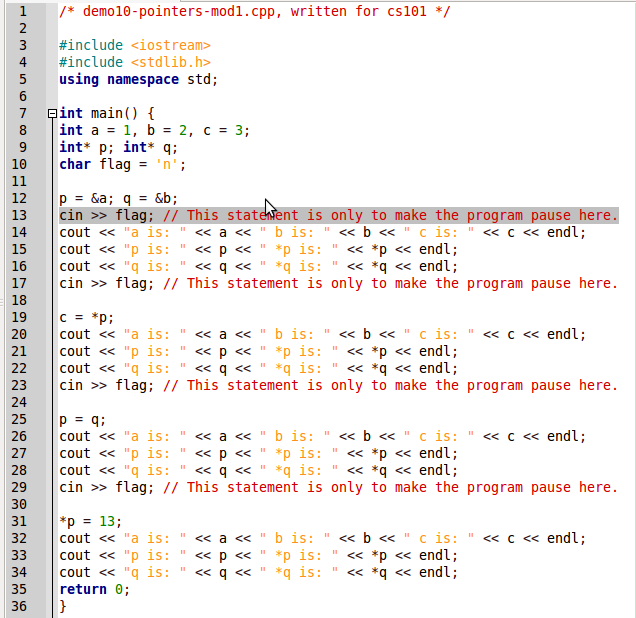 1 /* demo10-pointers-mod1.cpp, written for cs101 */
2
3 #include <iostream>
4 #include <stdlib.h>
5 using namespace std;
6
7 int main() {
8 int a = 1, b = 2, c = 3;
9 int* p; int* q;
10 char flag = 'n';
11
12 p = &a; q = &b;
13 cin >> flag; // This statement is only to make the program pause here.
14 cout << "a is: " << a << " b is: " << b << " c is: " << c << endl;
15 cout << "p is: " << p << " *p is: " << *p << endl;
16 cout << "q is: " << q << " *q is: " << *q << endl;
17 cin >> flag; // This statement is only to make the program pause here.
18
19 c = *p;
20 cout << "a is: " << a << " b is: " << b << " c is: " << c << endl;
21 cout << "p is: " << p << " *p is: " << *p << endl;
22 cout << "q is: " << q << " *q is: " << *q << endl;
23 cin >> flag; // This statement is only to make the program pause here.
24
25 p = q;
26 cout << "a is: " << a << " b is: " << b << " c is: " << c << endl;
27 cout << "p is: " << p << " *p is: " << *p << endl;
28 cout << "q is: " << q << " *q is: " << *q << endl;
29 cin >> flag; // This statement is only to make the program pause here.
30
31 *p = 13;
32 cout << "a is: " << a << " b is: " << b << " c is: " << c << endl;
33 cout << "p is: " << p << " *p is: " << *p << endl;
34 cout << "q is: " << q << " *q is: " << *q << endl;
35 return 0;
36 }